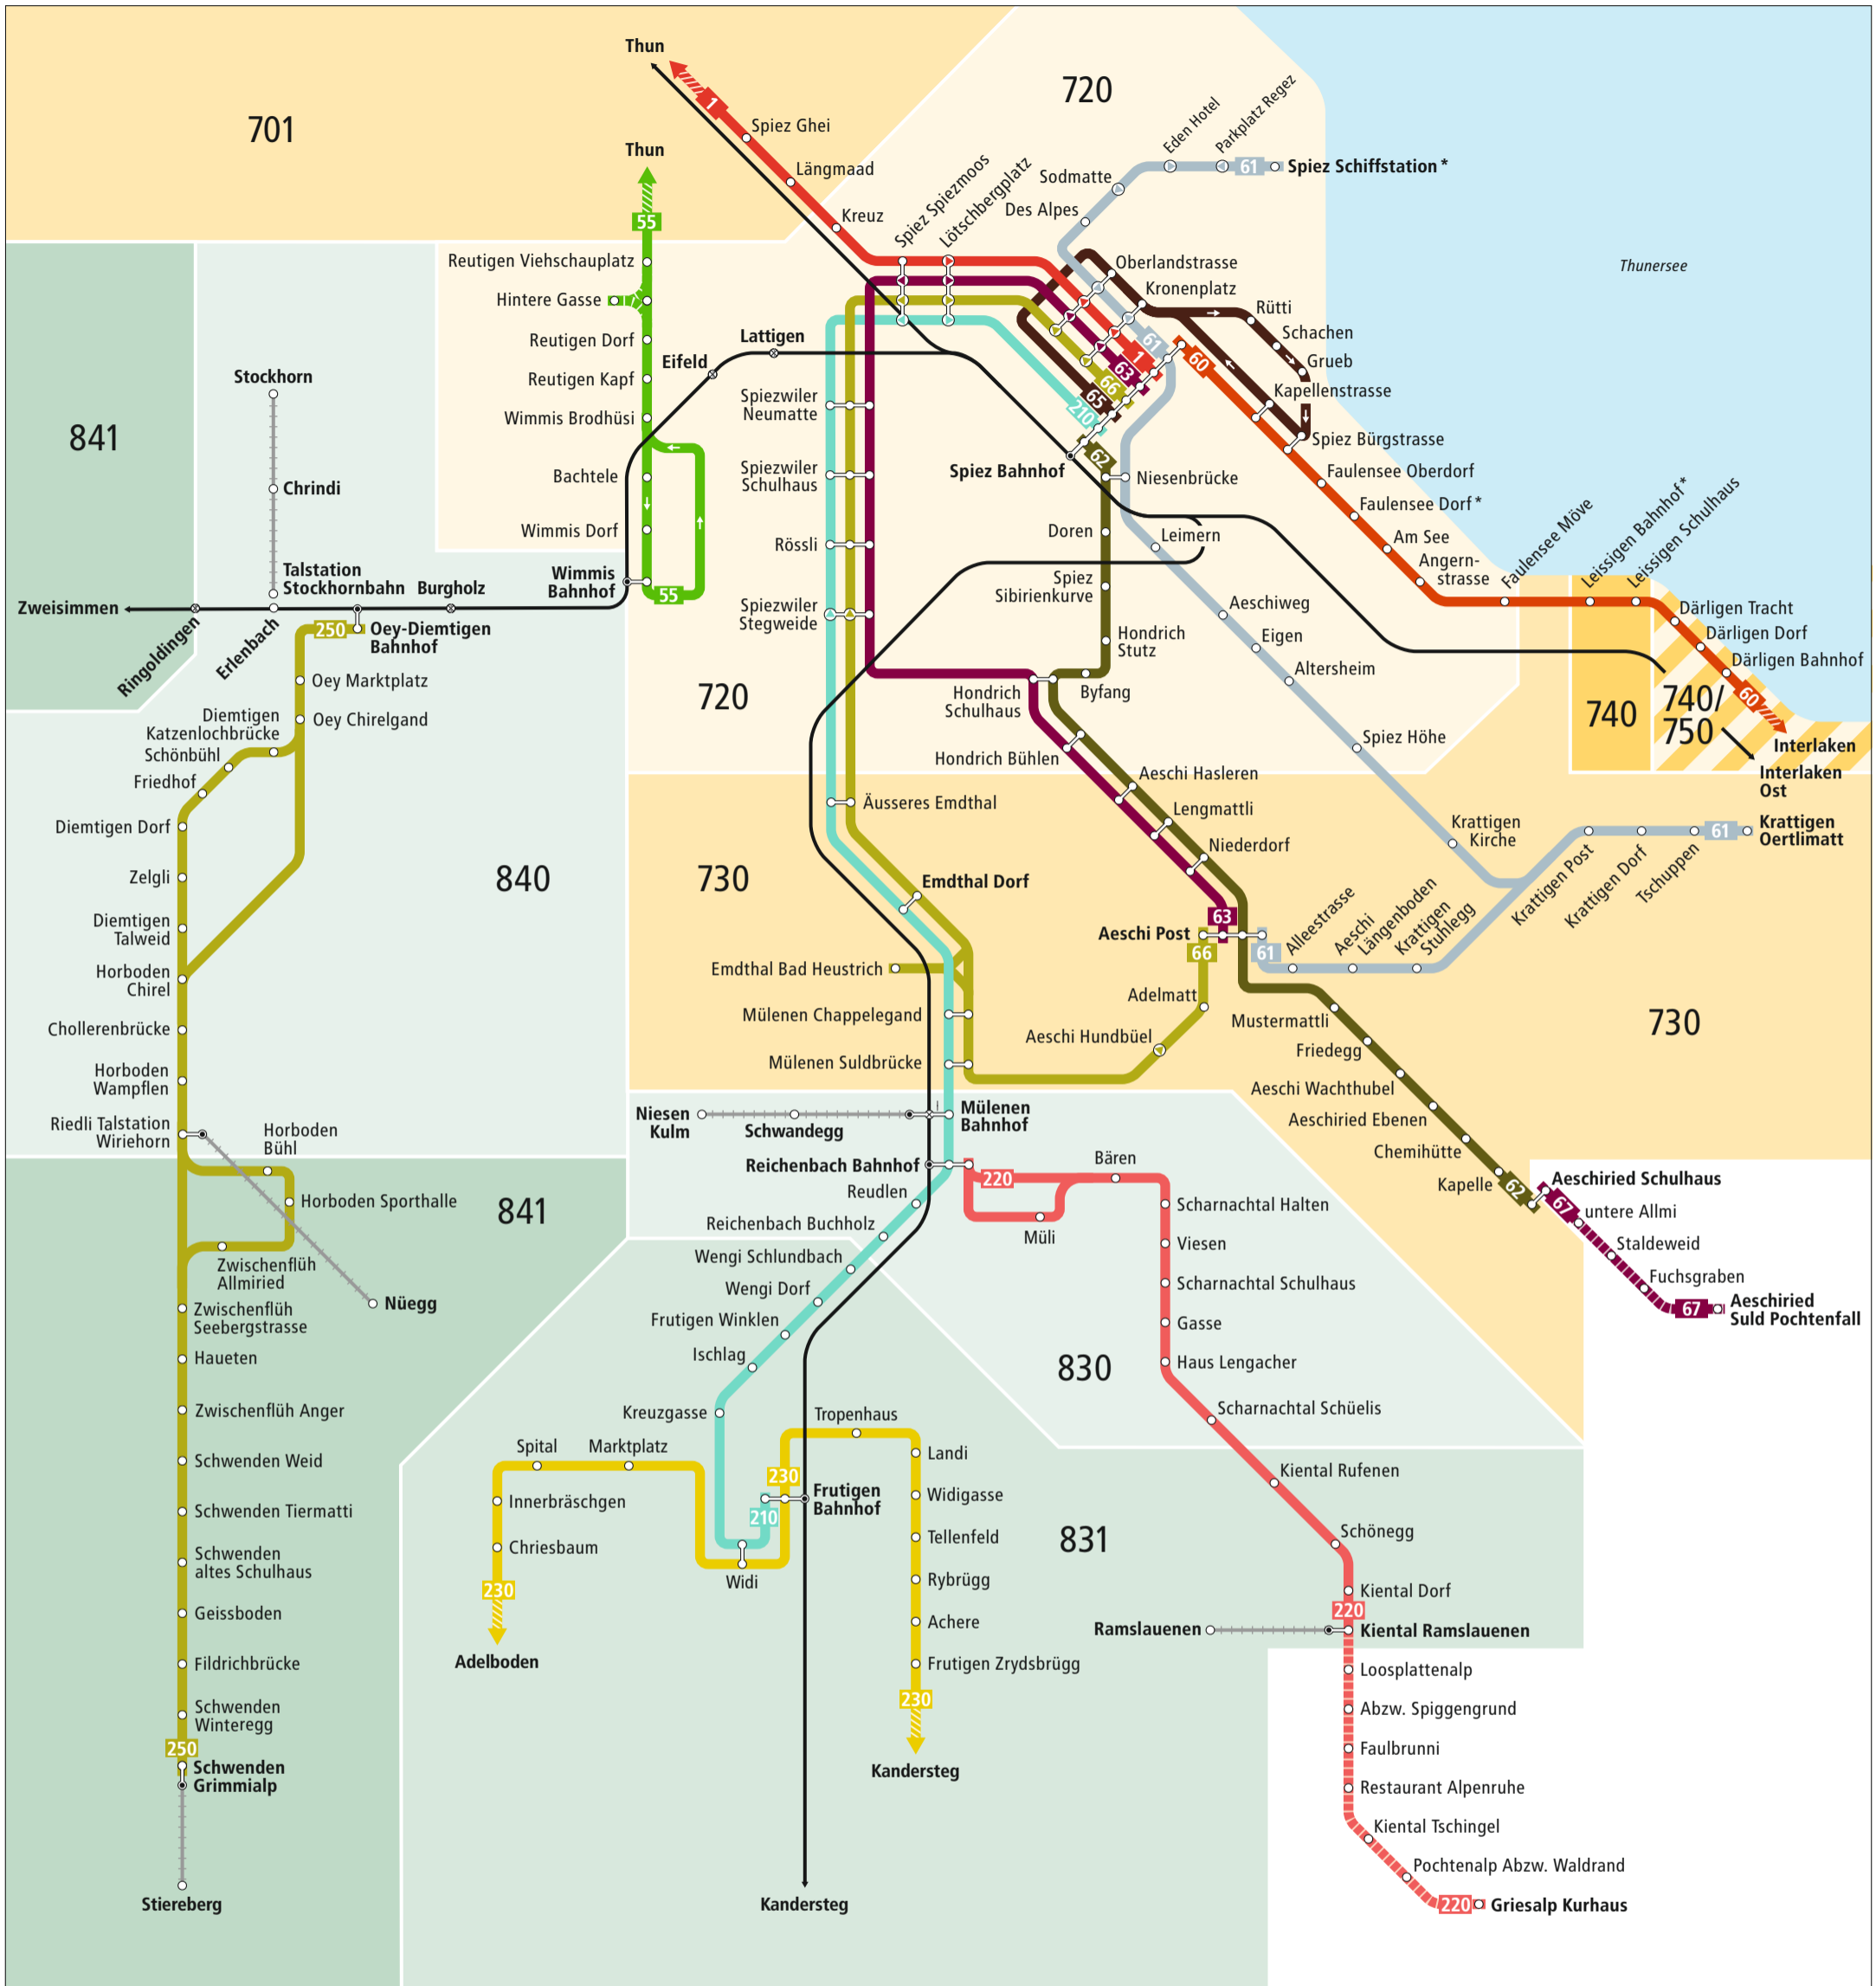 Thun
1
Spiez Ghei
Längmaad
Kreuz
701
Thun
55
720
Spiez Spiezmoos
Lötschbergplatz
Eden Hotel
Parkplatz Regez
61
Spiez Schiffstation *
Sodmatte
Des Alpes
Oberlandstrasse
Kronenplatz
Rütti
Schachen
Grueb
Kapellenstrasse
Spiez Bürgstrasse
Thunersee
Reutigen Viehschauplatz
Hintere Gasse
Reutigen Dorf
Reutigen Kapf
Wimmis Brodhüsi
Bachtele
Wimmis Dorf
Wimmis
Bahnhof
55
Eifeld
Lattigen
841
Stockhorn
Chrindi
Talstation
Stockhornbahn
Burgholz
Zweisimmen
Ringoldingen
Erlenbach
250
Oey-Diemtigen
Bahnhof
Spiezwiler
Neumatte
Spiezwiler
Schulhaus
Rössli
Spiezwiler
Stegweide
61
1
63
66
65
210
60
62
Spiez Bahnhof
Niesenbrücke
Doren
Leimern
Spiez
Sibirienkurve
Hondrich
Stutz
Byfang
Hondrich
Schulhaus
Hondrich Bühlen
Aeschiweg
Eigen
Altersheim
Spiez Höhe
Krattigen
Kirche
Faulensee Oberdorf
Faulensee Dorf *
Am See
Angern-
strasse
Faulensee Möve
Leissigen Bahnhof *
Leissigen Schulhaus
Därligen Tracht
Därligen Dorf
Därligen Bahnhof
60
Interlaken
Interlaken
Ost
740
740/
750
720
Oey Marktplatz
Oey Chirelgand
Diemtigen
Katzenlochbrücke
Schönbühl
Friedhof
Diemtigen Dorf
Zelgli
Diemtigen
Talweid
Horboden
Chirel
Chollerenbrücke
Horboden
Wampflen
Riedli Talstation
Wiriehorn
840
Horboden
Bühl
Horboden Sporthalle
Zwischenflüh
Allmiried
Nüegg
841
Zwischenflüh
Seebergstrasse
Haueten
Zwischenflüh Anger
Schwenden Weid
Schwenden Tiermatti
Schwenden
altes Schulhaus
Geissboden
Fildrichbrücke
Schwenden
Winteregg
250
Schwenden
Grimmialp
Stiereberg
Äusseres Emdthal
730
Emdthal Dorf
Emdthal Bad Heustrich
Mülenen Chappelegand
Mülenen Suldbrücke
Aeschi Hasleren
Lengmattli
Niederdorf
63
Aeschi Post
66
61
Adelmatt
Aeschi Hundbüel
Alleestrasse
Aeschi
Längenboden
Krattigen
Stuhlegg
Krattigen Post
Krattigen Dorf
Tschuppen
61
Krattigen
Oertlimatt
730
Mustermattli
Friedegg
Aeschi Wachthubel
Aeschiried Ebenen
Chemihütte
Kapelle
62
Aeschiried Schulhaus
67
untere Allmi
Staldeweid
Fuchsgraben
67
Aeschiried
Suld Pochtenfall
Niesen
Kulm
Schwandegg
Mülenen
Bahnhof
Reichenbach Bahnhof
Reudlen
Reichenbach Buchholz
Wengi Schlundbach
Wengi Dorf
Frutigen Winklen
Ischlag
Kreuzgasse
220
Bären
Müli
Scharnachtal Halten
Viesen
Scharnachtal Schulhaus
Gasse
Haus Lengacher
Scharnachtal Schüelis
830
Spital
Marktplatz
Innerbräschgen
Chriesbaum
230
Adelboden
Tropenhaus
230
Frutigen
Bahnhof
210
Widi
Landi
Widigasse
Tellenfeld
Rybrügg
Achere
Frutigen Zrydsbrügg
230
Kandersteg
Kandersteg
831
Kiental Rufenen
Schönegg
Kiental Dorf
220
Ramslauenen
Kiental Ramslauenen
Loosplattenalp
Abzw. Spiggengrund
Faulbrunni
Restaurant Alpenruhe
Kiental Tschingel
Pochtenalp Abzw. Waldrand
220
Griesalp Kurhaus